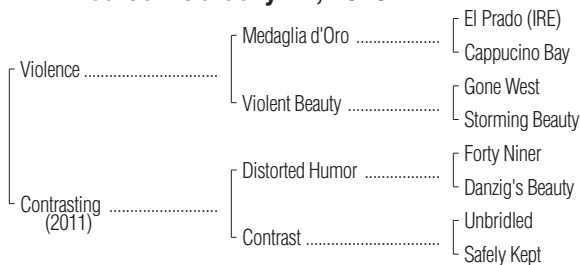 El Prado (IRE)
Medaglia d'Oro ........................
Cappucino Bay
Violence ......................................
Gone West
Violent Beauty ..........................
Storming Beauty
Forty Niner
Distorted Humor .....................
Danzig's Beauty
Contrasting ...............................
(2011)
Unbridled
Contrast .....................................
Safely Kept